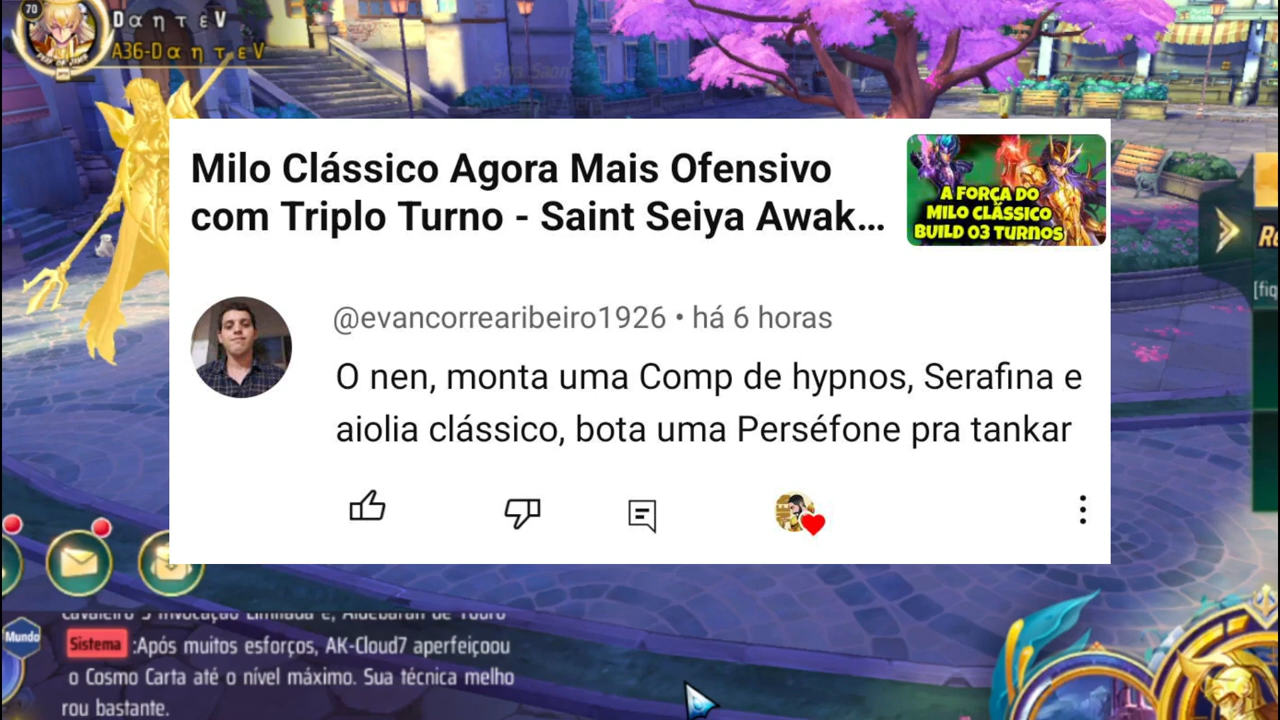 70
DαητεV
A36-DαητεV
Milo Clássico Agora Mais Ofensivo
com Triplo Turno - Saint Seiya Awak...
A FORÇA DO
MILO CLÁSSICO
BUILD 03 TURNOS
@evancorrearibeiro1926 • há 6 horas
O nen, monta uma Comp de hypnos, Serafina e
aiolia clássico, bota uma Perséfone pra tankar
Mundo
Sistema :Após muitos esforços, AK-Cloud7 aperfeiçoou
o Cosmo Carta até o nível máximo. Sua técnica melho
rou bastante.